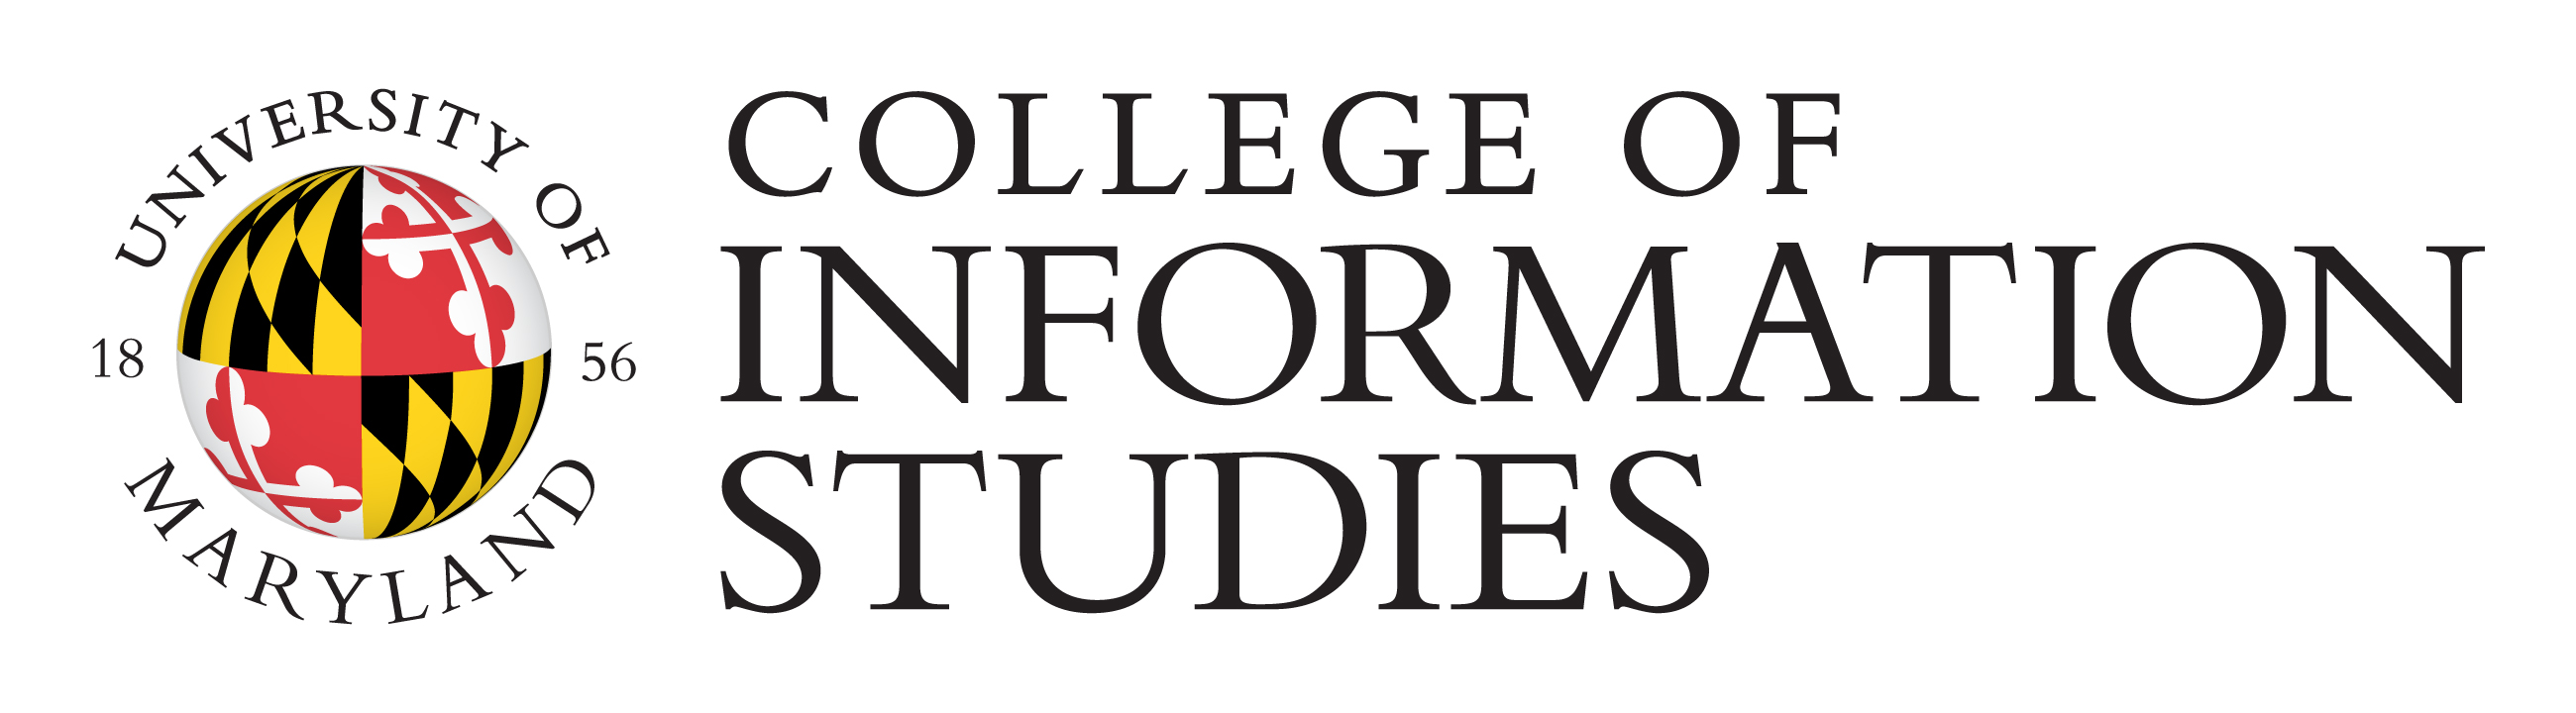 UNIVERSITY OF
18 56
MARYLAND
COLLEGE OF
INFORMATION
STUDIES